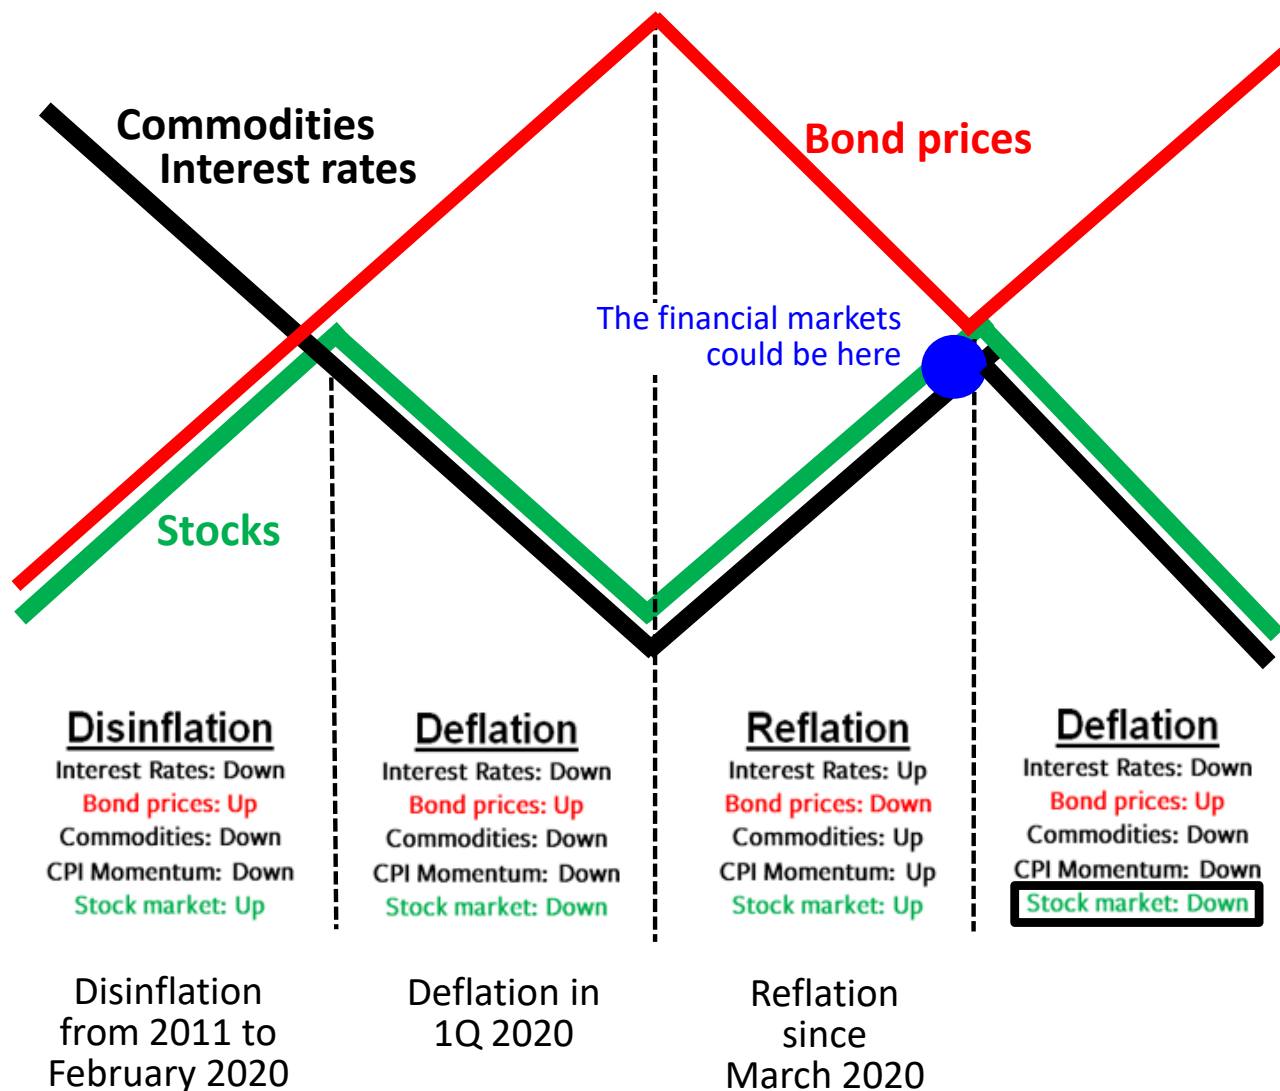 Commodities
Interest rates
Bond prices
The financial markets
could be here
Stocks
Disinflation
Interest Rates: Down
Bond prices: Up
Commodities: Down
CPI Momentum: Down
Stock market: Up
Deflation
Interest Rates: Down
Bond prices: Up
Commodities: Down
CPI Momentum: Down
Stock market: Down
Reflation
Interest Rates: Up
Bond prices: Down
Commodities: Up
CPI Momentum: Up
Stock market: Up
Deflation
Interest Rates: Down
Bond prices: Up
Commodities: Down
CPI Momentum: Down
Stock market: Down
Disinflation
from 2011 to
February 2020
Deflation in
1Q 2020
Reflation
since
March 2020